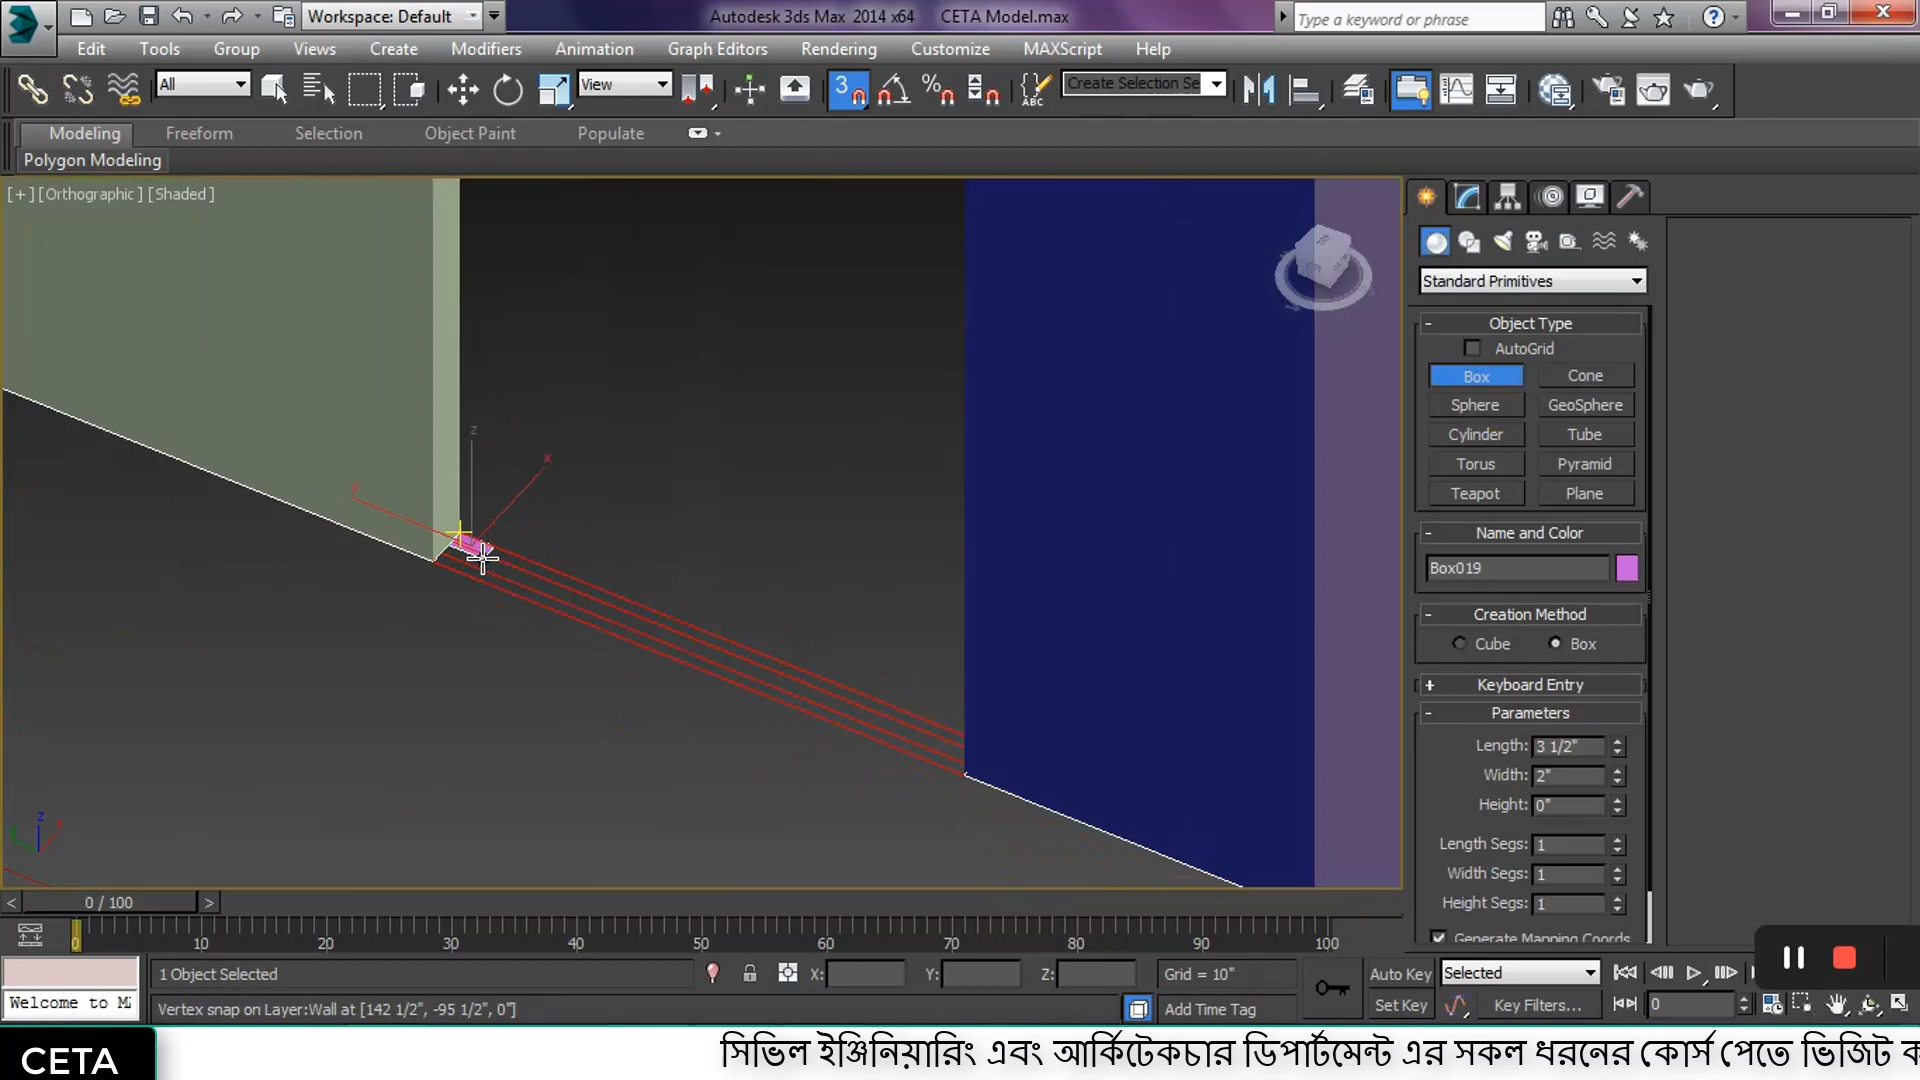 Workspace: Default
Autodesk 3ds Max 2014 x64 CETA Model.max
Type a keyword or phrase
Edit Tools Group Views Create Modifiers Animation Graph Editors Rendering Customize MAXScript Help
All
View
3
ABC
Create Selection Se
Modeling Freeform Selection Object Paint Populate
Polygon Modeling
[+][Orthographic][Shaded]
z
x
y
z
x
Standard Primitives
- Object Type
AutoGrid
Box Cone
Sphere GeoSphere
Cylinder Tube
Torus Pyramid
Teapot Plane
- Name and Color
Box019
- Creation Method
Cube Box
+ Keyboard Entry
- Parameters
Length: 3 1/2"
Width: 2"
Height: 0"
Length Segs: 1
Width Segs: 1
Height Segs: 1
Generate Mapping Coords
< 0 / 100 >
0 10 20 30 40 50 60 70 80 90 100
1 Object Selected X: Y: Z: Grid = 10" Auto Key Selected
Welcome to M
Vertex snap on Layer:Wall at [142 1/2", -95 1/2", 0"] Add Time Tag Set Key Key Filters... 0
CETA
সিভিল ইঞ্জিনিয়ারিং এবং আর্কিটেকচার ডিপার্টমেন্ট এর সকল ধরনের কোর্স পেতে ভিজিট ক